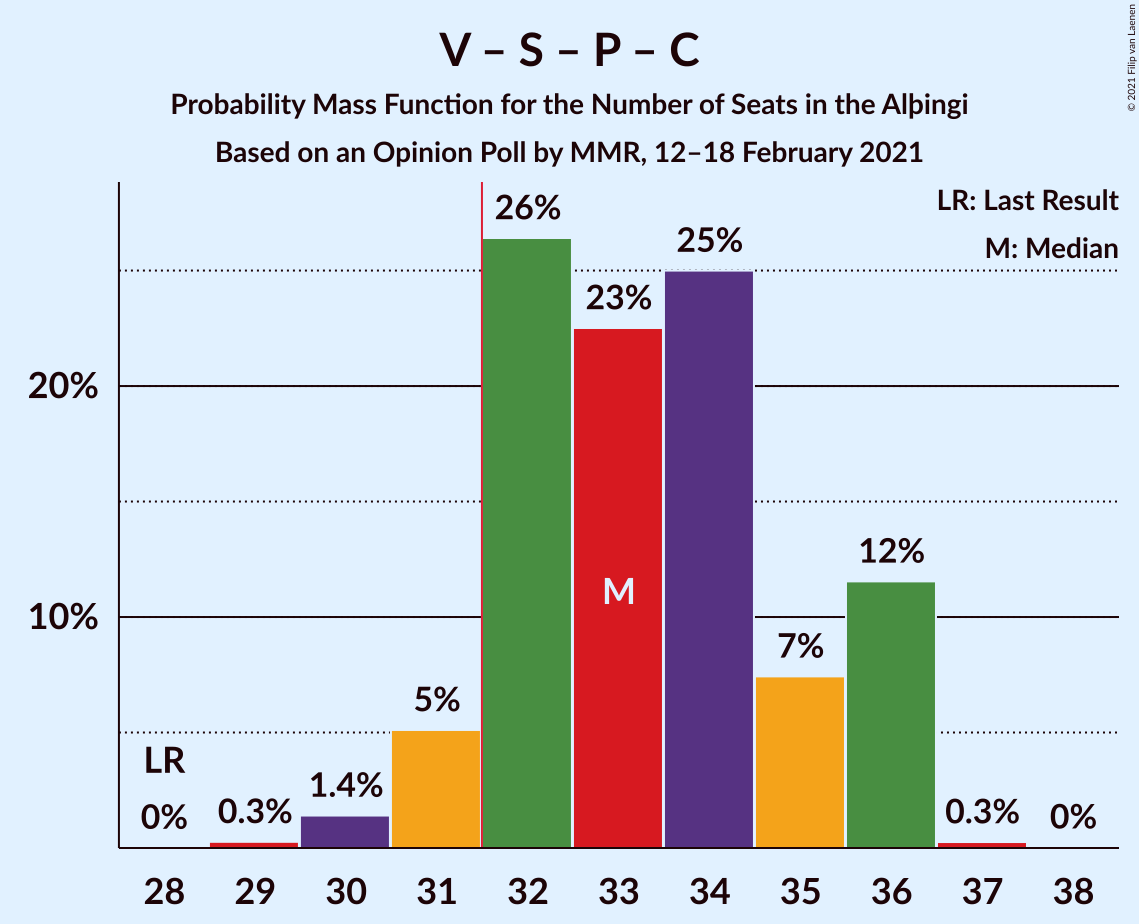 V – S – P – C
Probability Mass Function for the Number of Seats in the Alþingi
Based on an Opinion Poll by MMR, 12–18 February 2021
© 2021 Filip van Laenen
LR: Last Result
M: Median
26%
25%
23%
20%
12%
M
10%
7%
5%
LR
1.4%
0%
0.3%
0.3%
0%
28 29 30 31 32 33 34 35 36 37 38